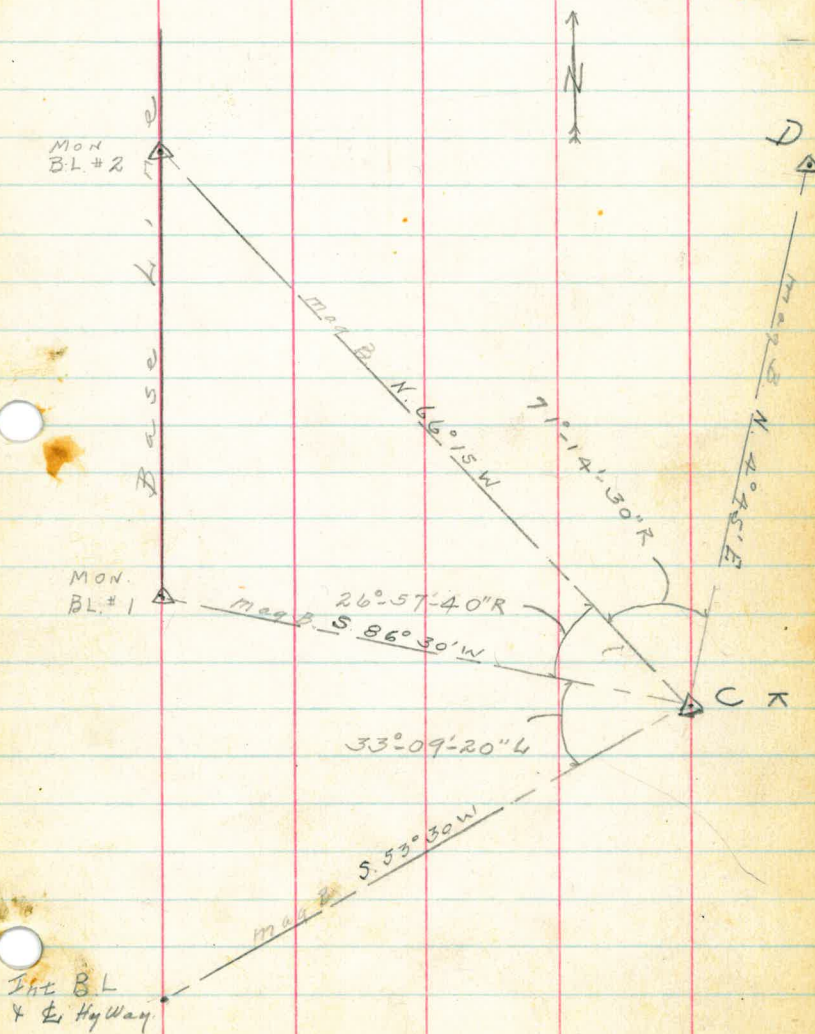 N
D
MON
B.L. #2
Base Line
mag B. N. 66° 15 W
71°-14'-30" R
mag B N. 4° 45' E
MON.
BL. #1
mag B. S. 86° 30' W
26°-57'-40" R
C
33°-09'-20" L
mag B S. 53° 30 W
Int B L
& ℄ HyWay